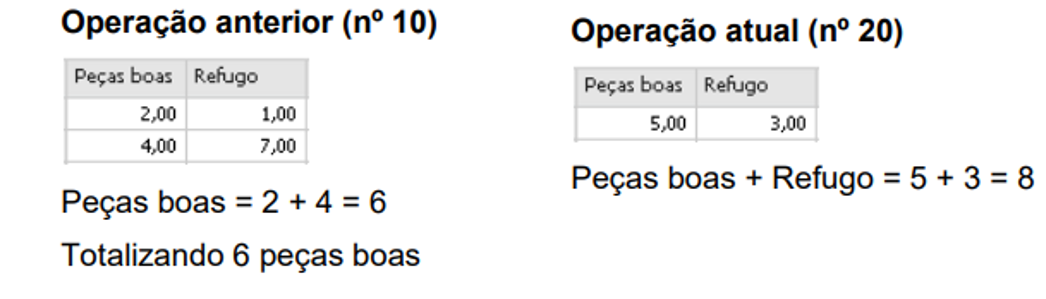 Operação anterior (nº 10)
Peças boas Refugo
2,00 1,00
4,00 7,00
Peças boas = 2 + 4 = 6
Totalizando 6 peças boas
Operação atual (nº 20)
Peças boas Refugo
5,00 3,00
Peças boas + Refugo = 5 + 3 = 8